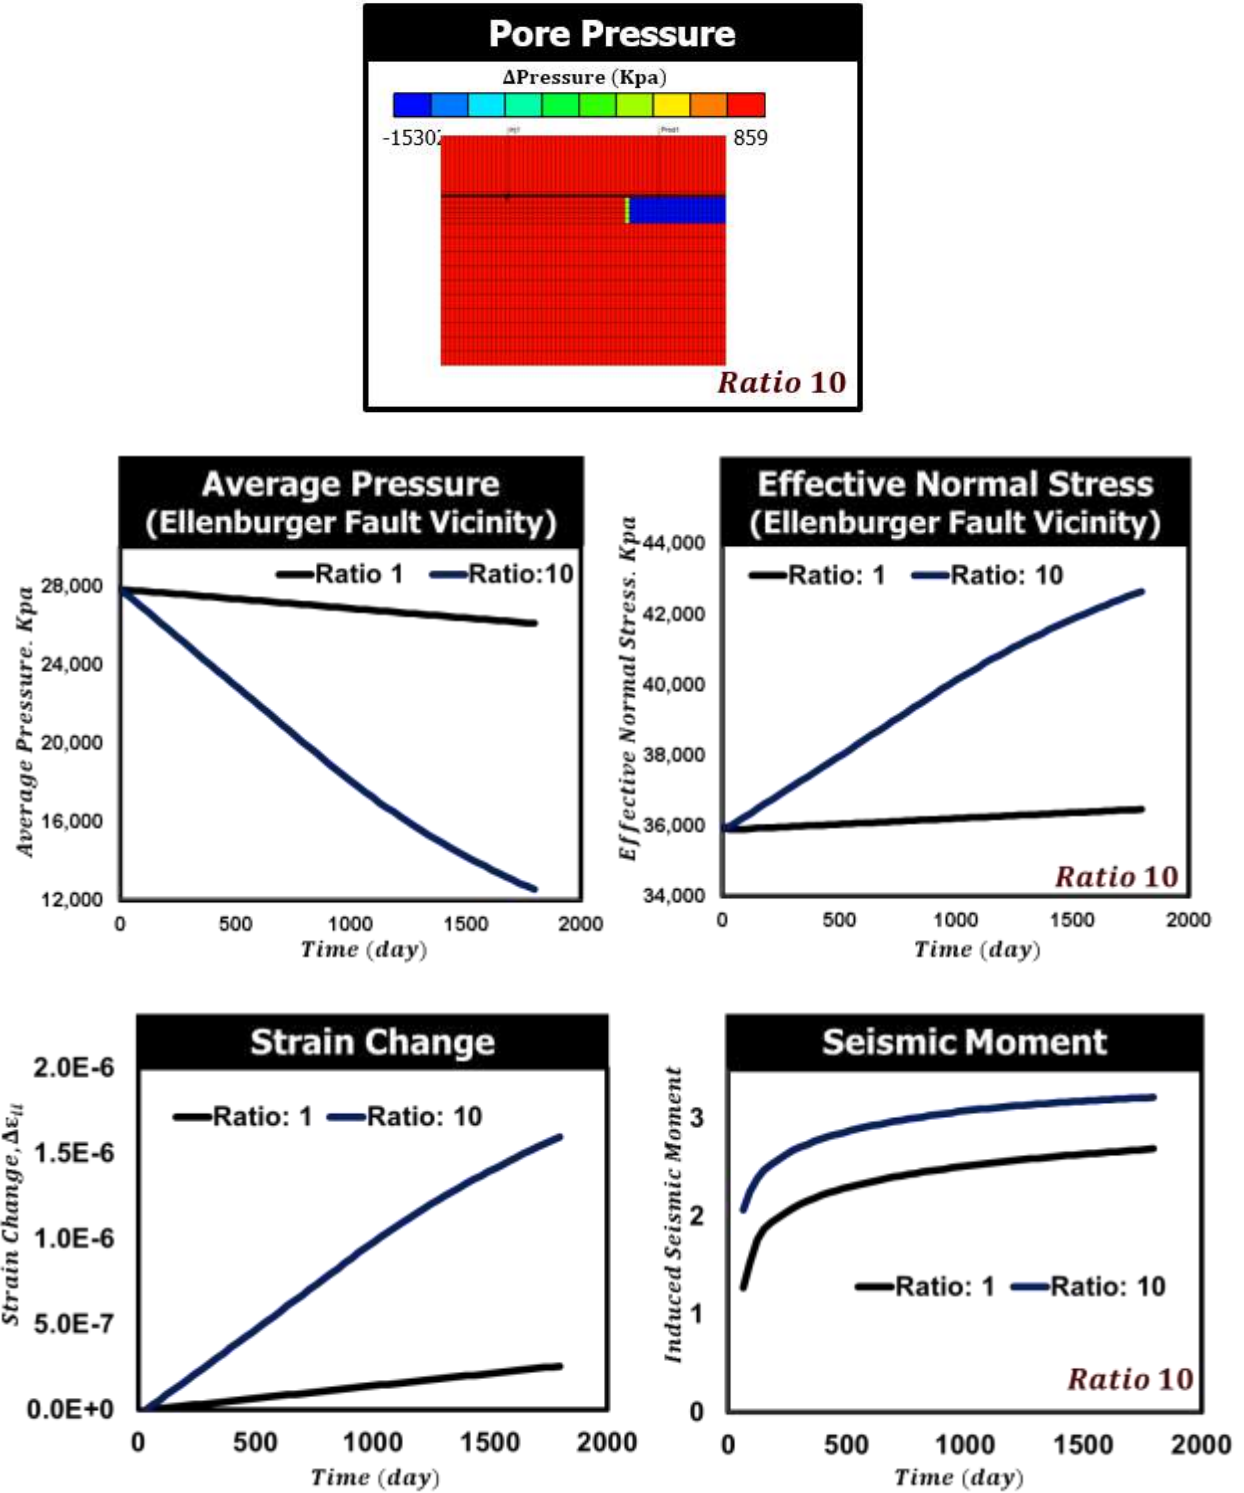 Pore Pressure
ΔPressure (Kpa)
-15302
859
Prod1
Ratio 10
Average Pressure
(Ellenburger Fault Vicinity)
Ratio 1
Ratio:10
Average Pressure. Kpa
28,000
24,000
20,000
16,000
12,000
0
500
1000
1500
2000
Time (day)
Effective Normal Stress
(Ellenburger Fault Vicinity)
Ratio: 1
Ratio: 10
Effective Normal Stress. Kpa
44,000
42,000
40,000
38,000
36,000
34,000
Ratio 10
0
500
1000
1500
2000
Time (day)
Strain Change
Ratio: 1
Ratio: 10
Strain Change,Δε
2.0E-6
1.5E-6
1.0E-6
5.0E-7
0.0E+0
0
500
1000
1500
2000
Time (day)
Seismic Moment
Induced Seismic Moment
3
2
1
0
Ratio: 1
Ratio: 10
Ratio 10
0
500
1000
1500
2000
Time (day)